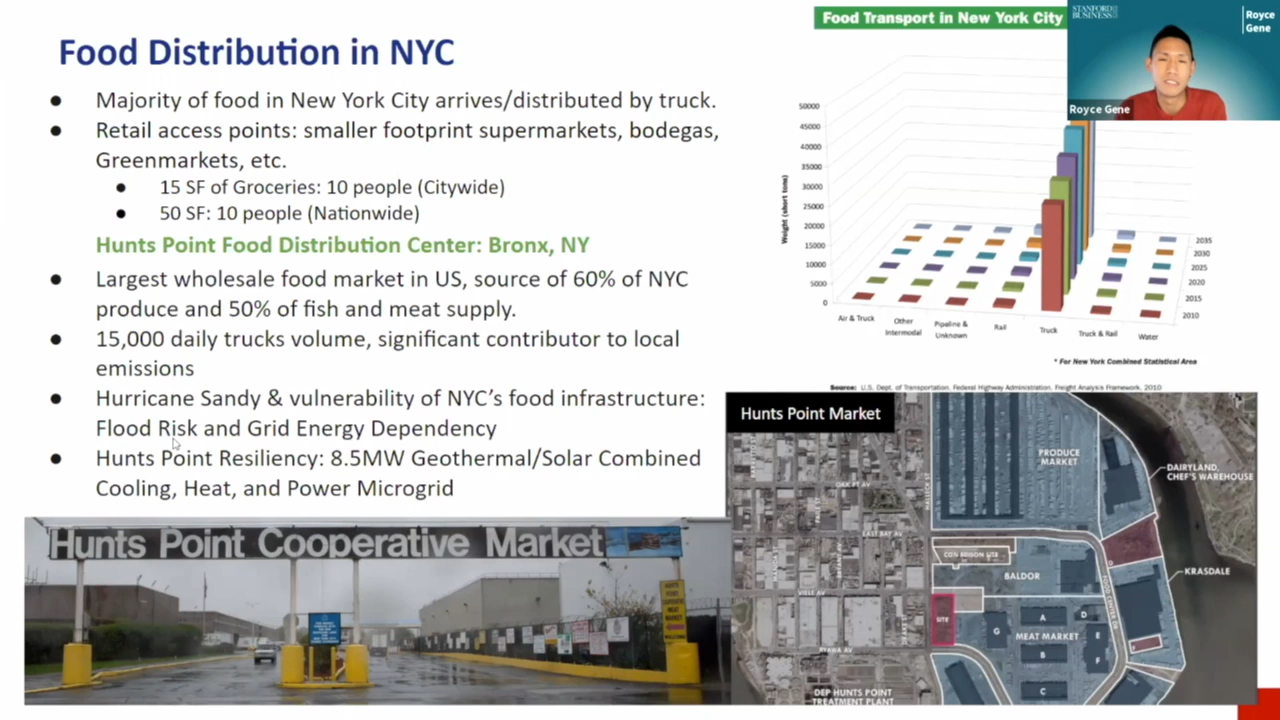 Food Distribution in NYC
● Majority of food in New York City arrives/distributed by truck.
● Retail access points: smaller footprint supermarkets, bodegas,
Greenmarkets, etc.
● 15 SF of Groceries: 10 people (Citywide)
● 50 SF: 10 people (Nationwide)
Hunts Point Food Distribution Center: Bronx, NY
● Largest wholesale food market in US, source of 60% of NYC
produce and 50% of fish and meat supply.
● 15,000 daily trucks volume, significant contributor to local
emissions
● Hurricane Sandy & vulnerability of NYC's food infrastructure:
Flood Risk and Grid Energy Dependency
● Hunts Point Resiliency: 8.5MW Geothermal/Solar Combined
Cooling, Heat, and Power Microgrid
Hunts Point Cooperative Market
Food Transport in New York City
STANFORD
BUSINESS
Royce
Gene
Royce Gene
Weight (short tons)
50000
45000
40000
35000
30000
25000
20000
15000
10000
5000
0
2035
2030
2025
2020
2015
2010
Air & Truck
Other
Intermodal
Pipeline &
Unknown
Rail
Truck
Truck & Rail
Water
* For New York Combined Statistical Area
Source: U.S. Dept. of Transportation, Federal Highway Administration, Freight Analysis Framework, 2010
Hunts Point Market
PRODUCE
MARKET
DAIRYLAND,
CHEF'S WAREHOUSE
OAK PT AV
HALLECK ST
EAST BAY AV
BALDOR
KRASDALE
VIELE AV
SITE
FOOD CENTER DR
MEAT MARKET
A
B
C
D
E
F
G
RYAWA AV
DEP HUNTS POINT
TREATMENT PLANT